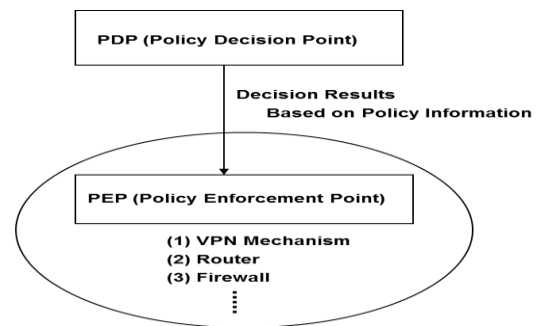 PDP (Policy Decision Point)
Decision Results
Based on Policy Information
PEP (Policy Enforcement Point)
(1) VPN Mechanism
(2) Router
(3) Firewall